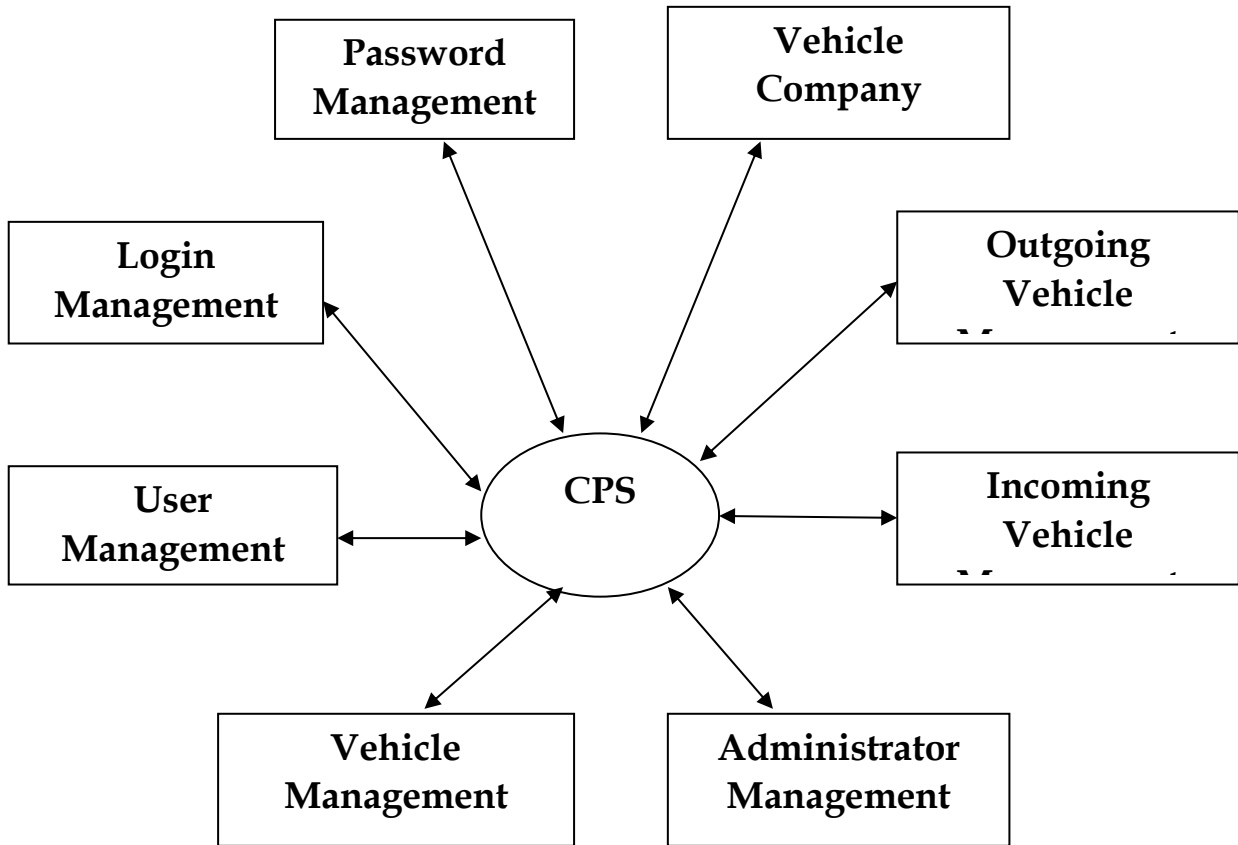 Password
Management
Vehicle
Company
Login
Management
Outgoing
Vehicle
CPS
User
Management
Incoming
Vehicle
Vehicle
Management
Administrator
Management